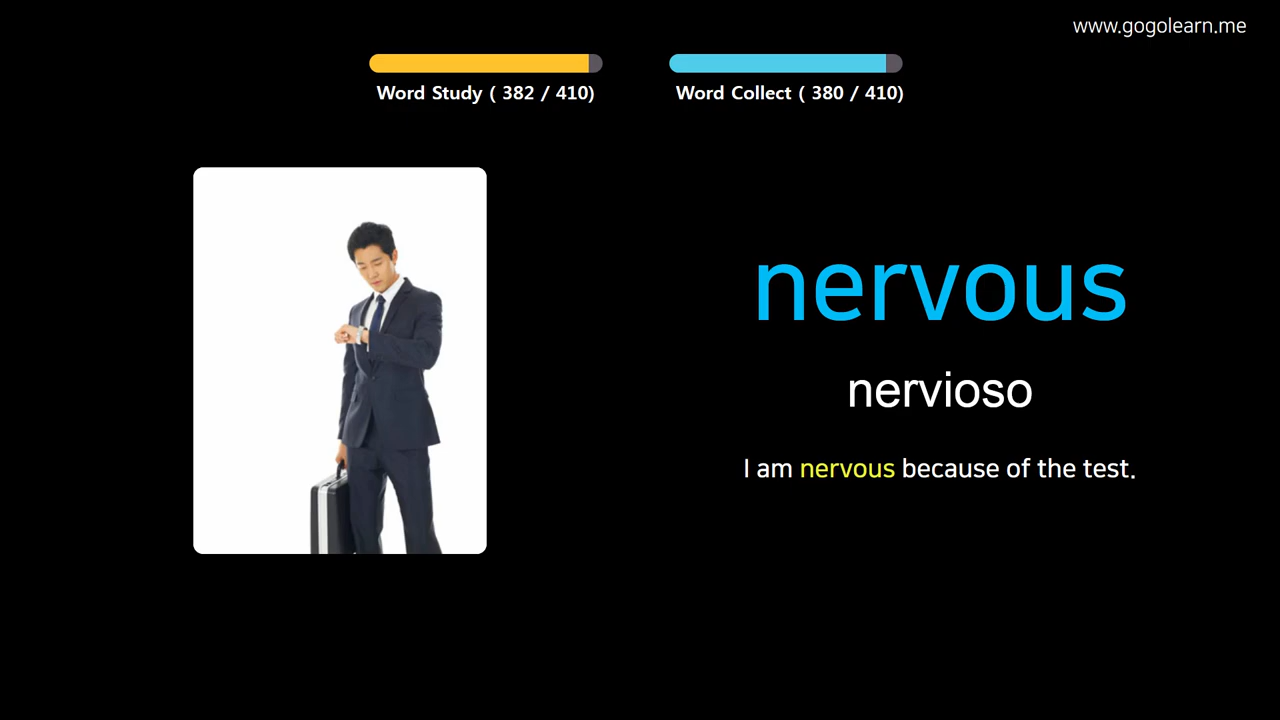 www.gogolearn.me
Word Study ( 382 / 410)
Word Collect ( 380 / 410)
nervous
nervioso
I am nervous because of the test.